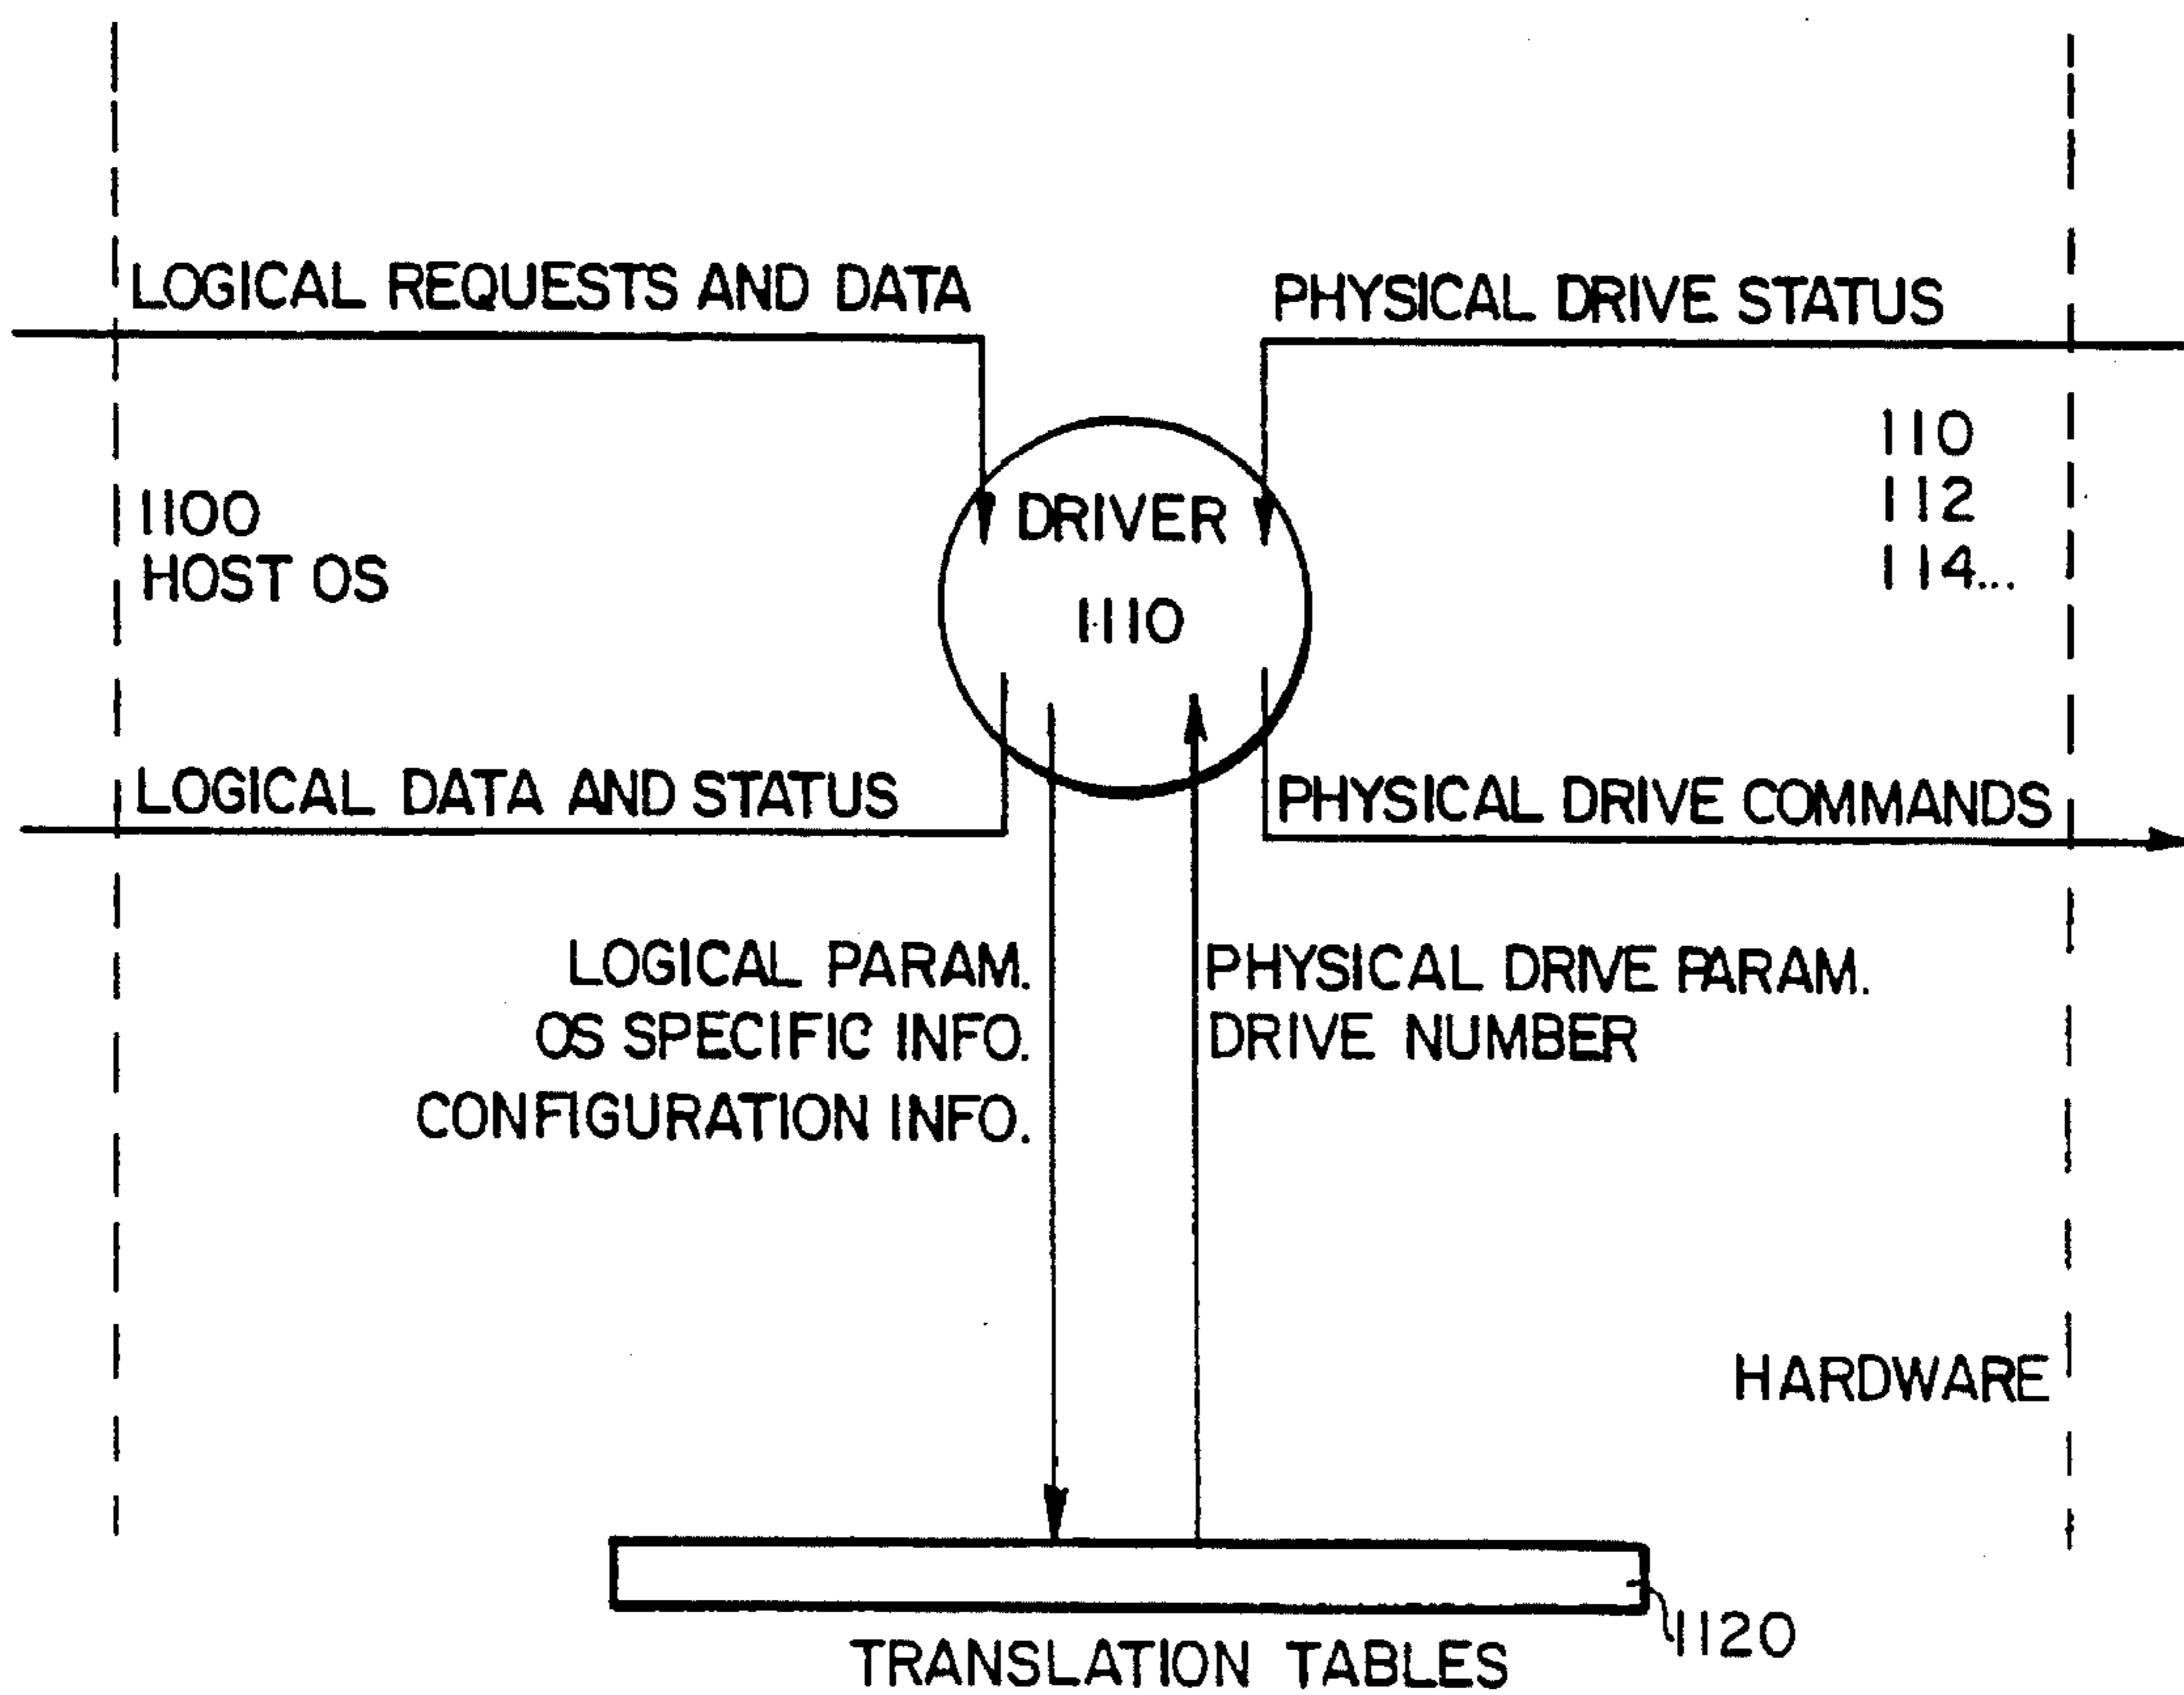 LOGICAL REQUESTS AND DATA
PHYSICAL DRIVE STATUS
110
112
114...
1100
HOST OS
DRIVER
1110
LOGICAL DATA AND STATUS
PHYSICAL DRIVE COMMANDS
LOGICAL PARAM.
OS SPECIFIC INFO.
CONFIGURATION INFO.
PHYSICAL DRIVE PARAM.
DRIVE NUMBER
HARDWARE
1120
TRANSLATION TABLES